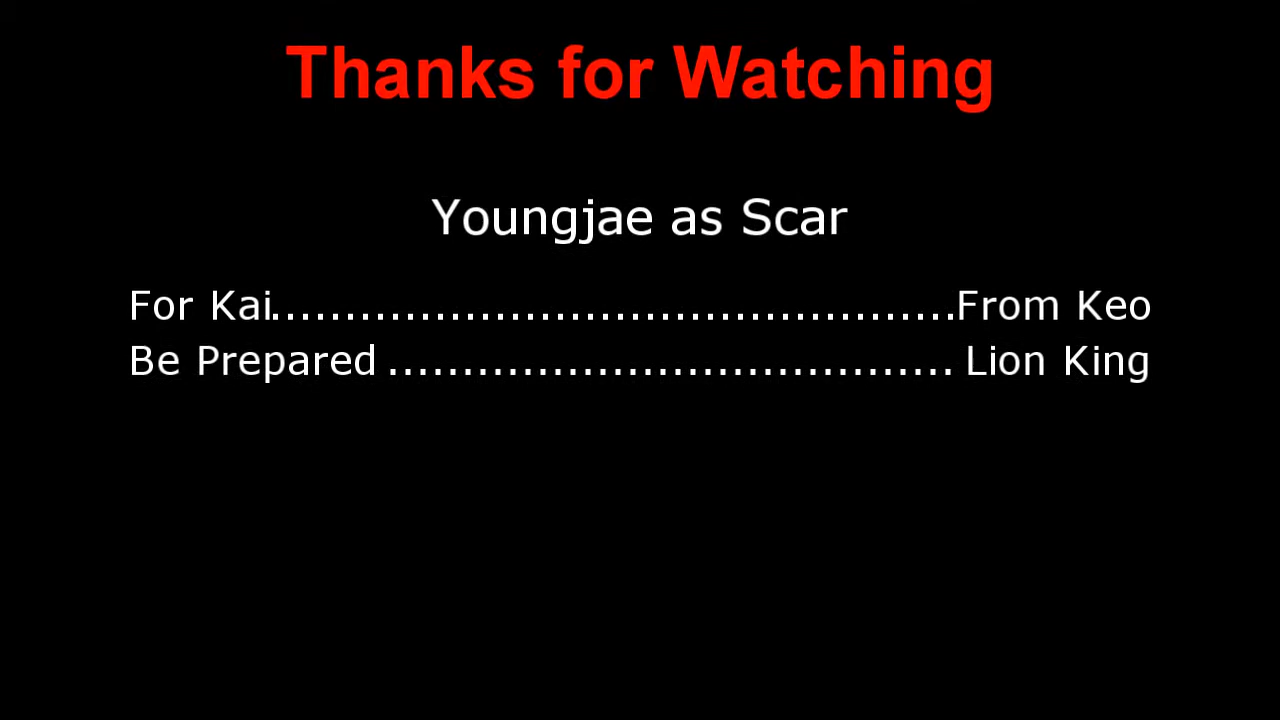 Thanks for Watching
Youngjae as Scar
For Kai..............................................From Keo
Be Prepared ...................................... Lion King